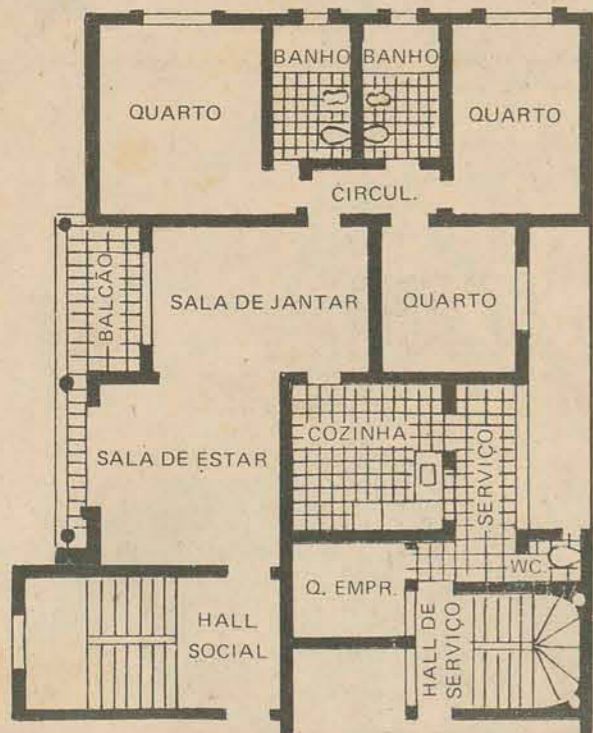 BANHO
BANHO
QUARTO
QUARTO
CIRCUL.
BALCÃO
SALA DE JANTAR
QUARTO
COZINHA
SALA DE ESTAR
SERVIÇO
WC.
Q. EMPR.
HALL
SOCIAL
HALL DE
SERVIÇO